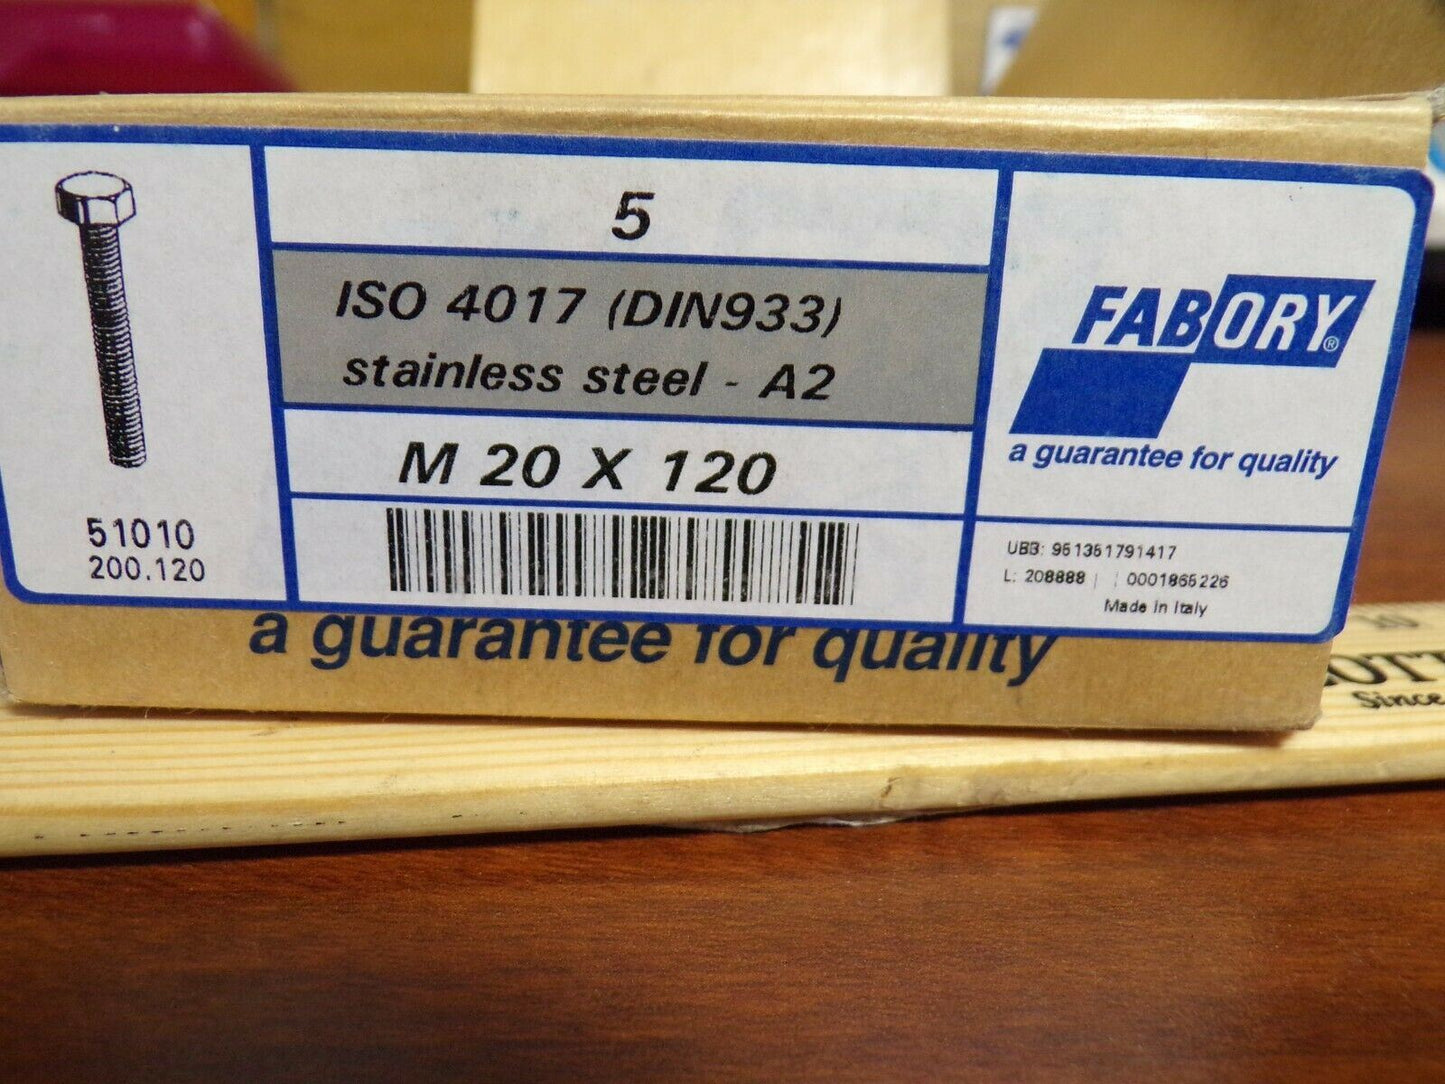 5
ISO 4017 (DIN933)
stainless steel - A2
M 20 X 120
51010
200.120
FABORY®
a guarantee for quality
UBB: 951351791417
L: 208888 | : 0001865226
Made in Italy
a guarantee for quality
Since